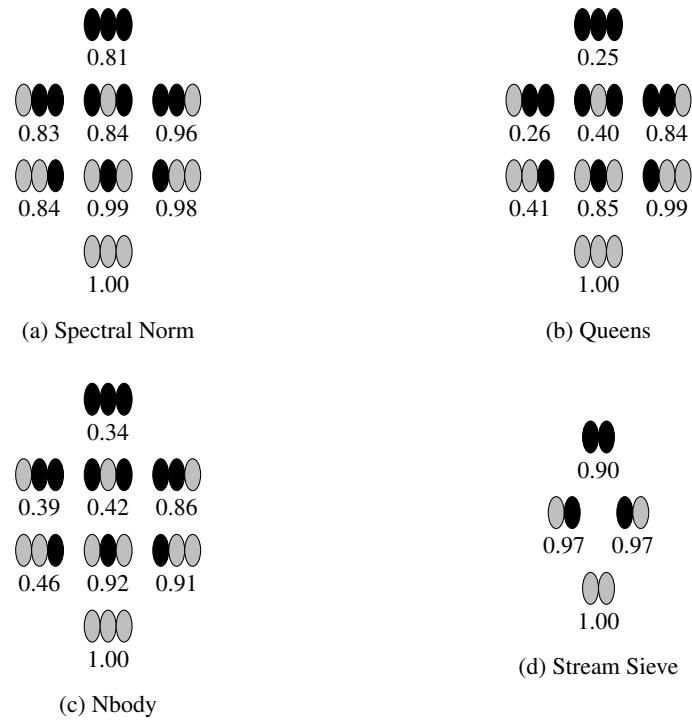 0.81
0.83 0.84 0.96
0.84 0.99 0.98
1.00
(a) Spectral Norm
0.25
0.26 0.40 0.84
0.41 0.85 0.99
1.00
(b) Queens
0.34
0.39 0.42 0.86
0.46 0.92 0.91
1.00
(c) Nbody
0.90
0.97 0.97
1.00
(d) Stream Sieve